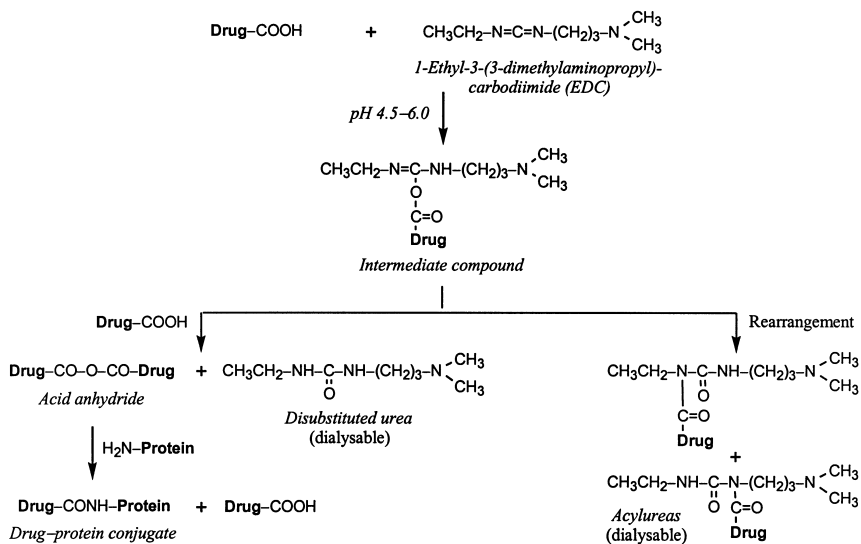 Drug–COOH + CH3CH2–N=C=N–(CH2)3–N CH3 CH3
1-Ethyl-3-(3-dimethylaminopropyl)-
carbodiimide (EDC)
pH 4.5–6.0
CH3CH2–N=C–NH–(CH2)3–N CH3 CH3
O
C=O
Drug
Intermediate compound
Drug–COOH
Rearrangement
Drug–CO–O–CO–Drug + CH3CH2–NH–C–NH–(CH2)3–N CH3 CH3
O
Acid anhydride
Disubstituted urea
(dialysable)
H2N–Protein
Drug–CONH–Protein + Drug–COOH
Drug–protein conjugate
CH3CH2–N–C–NH–(CH2)3–N CH3 CH3
O
C=O
Drug
+
CH3CH2–NH–C–N–(CH2)3–N CH3 CH3
O C=O
Drug
Acylureas
(dialysable)